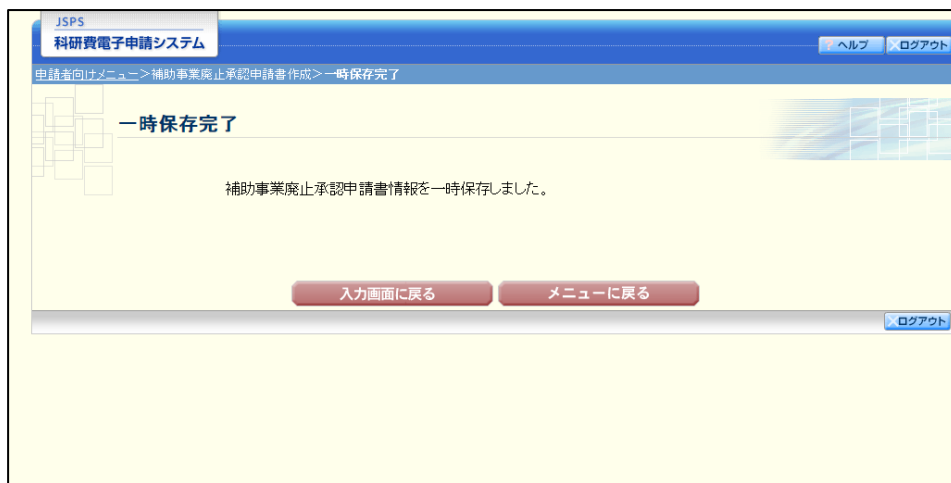 JSPS
科研費電子申請システム
? ヘルプ
×ログアウト
申請者向けメニュー>補助事業廃止承認申請書作成>一時保存完了
一時保存完了
補助事業廃止承認申請書情報を一時保存しました。
入力画面に戻る
メニューに戻る
×ログアウト